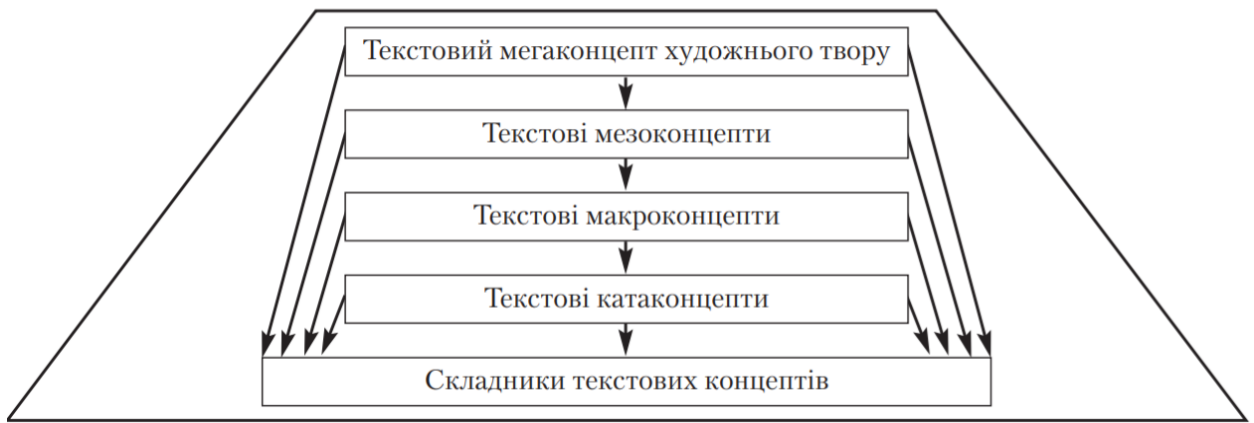 Текстовий мегаконцепт художнього твору
Текстові мезоконцепти
Текстові макроконцепти
Текстові катаконцепти
Складники текстових концептів